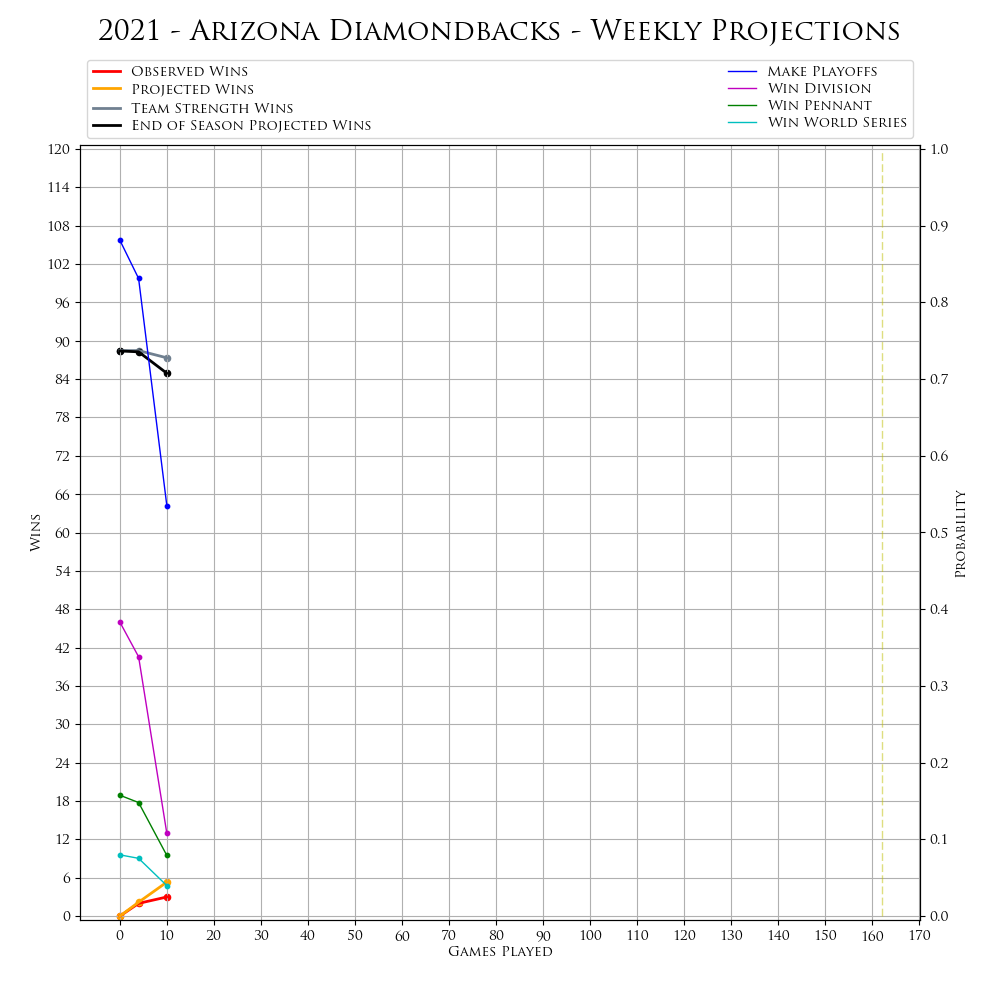 2021 - Arizona Diamondbacks - Weekly Projections
Observed Wins
Projected Wins
Team Strength Wins
End of Season Projected Wins
Make Playoffs
Win Division
Win Pennant
Win World Series
120
114
108
102
96
90
84
78
72
66
60
54
48
42
36
30
24
18
12
6
0
Wins
1.0
0.9
0.8
0.7
0.6
0.5
0.4
0.3
0.2
0.1
0.0
Probability
0 10 20 30 40 50 60 70 80 90 100 110 120 130 140 150 160 170
Games Played